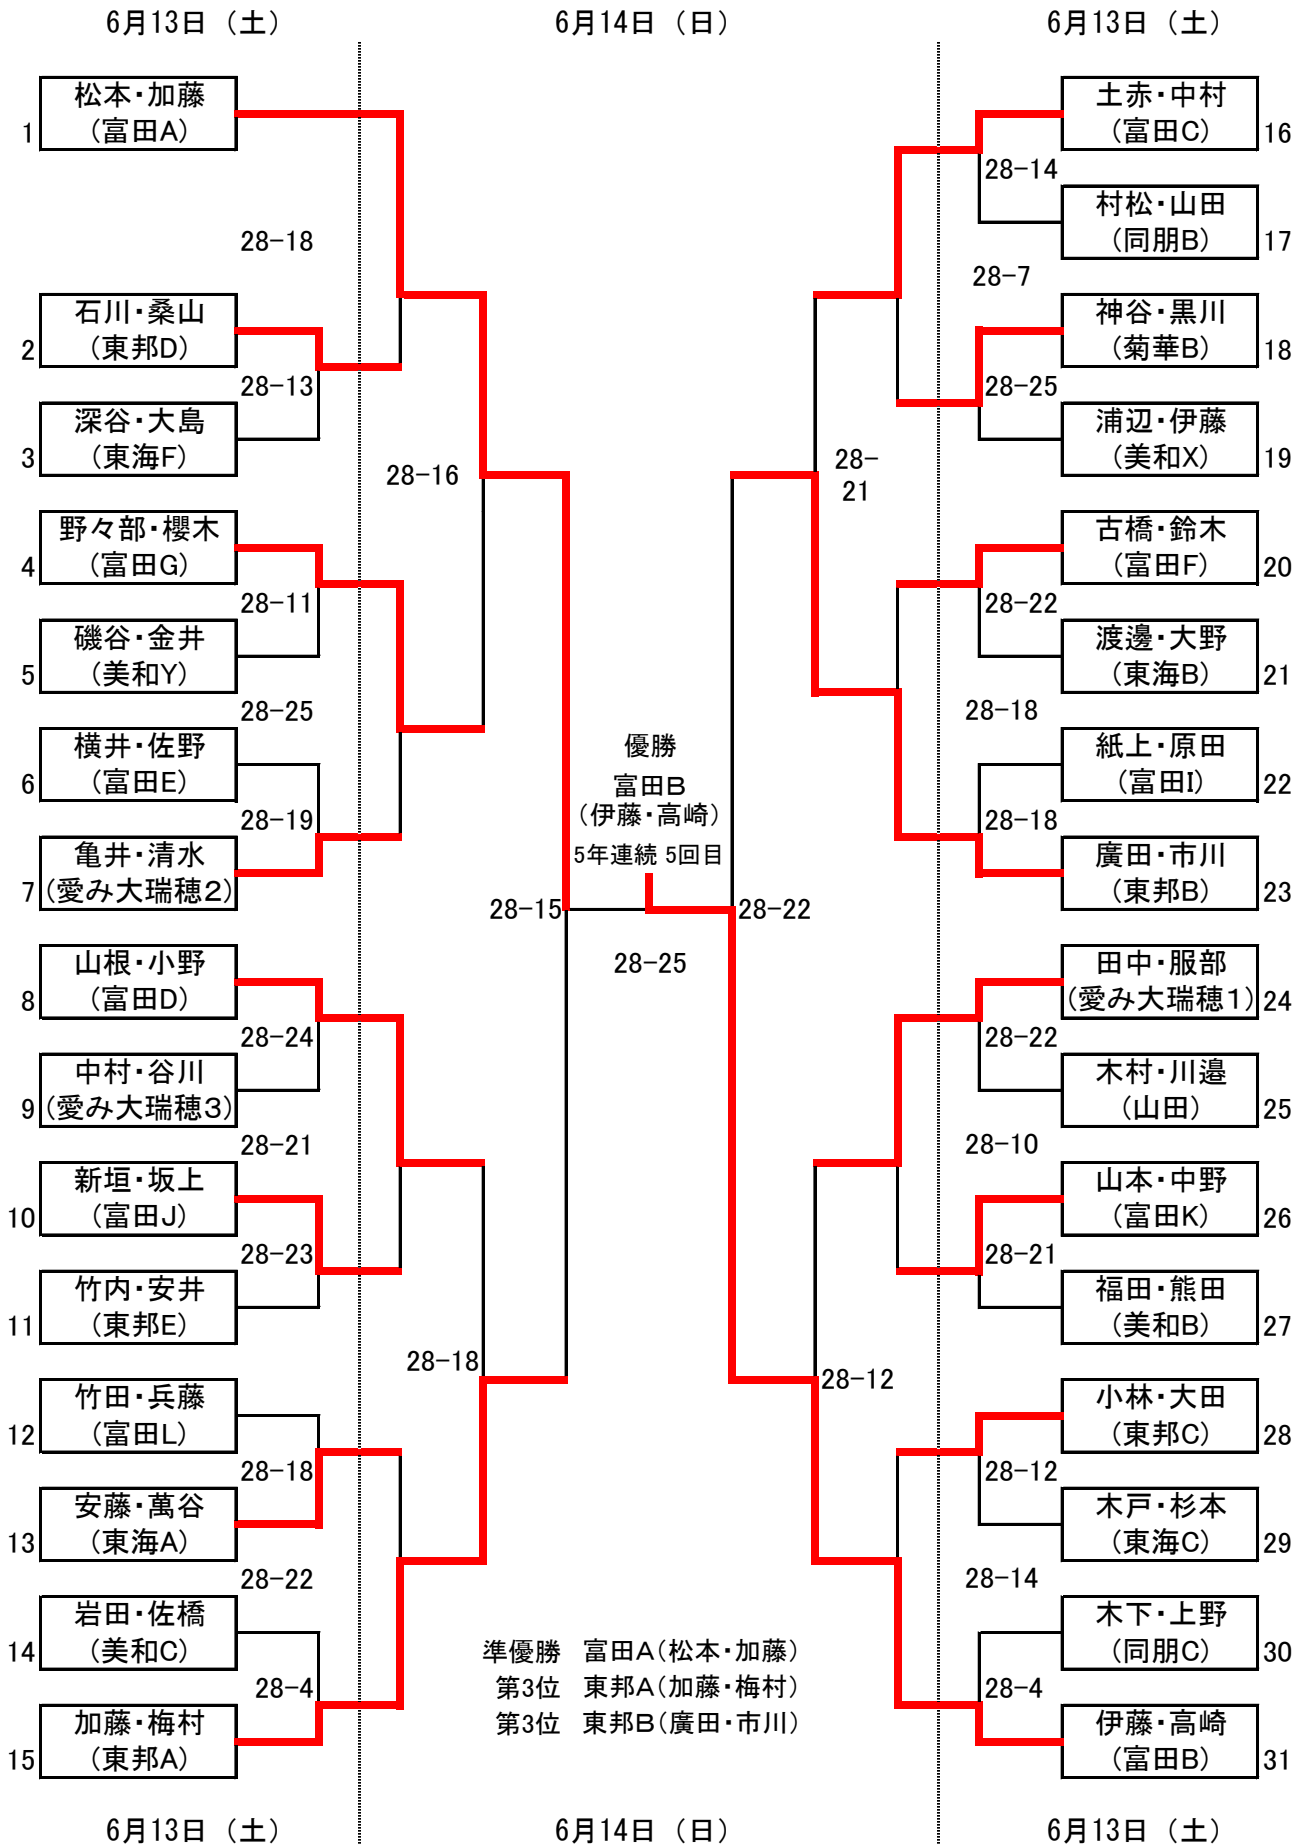 6月13日（土）
6月14日（日）
6月13日（土）
1
松本・加藤
(富田A)
28-18
2
石川・桑山
(東邦D)
28-13
3
深谷・大島
(東海F)
28-16
4
野々部・櫻木
(富田G)
28-11
5
磯谷・金井
(美和Y)
28-25
6
横井・佐野
(富田E)
28-19
7
亀井・清水
(愛み大瑞穂2)
28-15
8
山根・小野
(富田D)
28-24
9
中村・谷川
(愛み大瑞穂3)
28-21
10
新垣・坂上
(富田J)
28-23
11
竹内・安井
(東邦E)
28-18
12
竹田・兵藤
(富田L)
28-18
13
安藤・萬谷
(東海A)
28-22
14
岩田・佐橋
(美和C)
28-4
15
加藤・梅村
(東邦A)
優勝
富田B
(伊藤・高崎)
5年連続 5回目
28-25
準優勝 富田A(松本・加藤)
第3位 東邦A(加藤・梅村)
第3位 東邦B(廣田・市川)
土赤・中村
(富田C)
16
28-14
村松・山田
(同朋B)
17
28-7
神谷・黒川
(菊華B)
18
28-25
浦辺・伊藤
(美和X)
19
28-
21
古橋・鈴木
(富田F)
20
28-22
渡邊・大野
(東海B)
21
28-18
紙上・原田
(富田I)
22
28-18
廣田・市川
(東邦B)
23
28-22
田中・服部
(愛み大瑞穂1)
24
28-22
木村・川邉
(山田)
25
28-10
山本・中野
(富田K)
26
28-21
福田・熊田
(美和B)
27
28-12
小林・大田
(東邦C)
28
28-12
木戸・杉本
(東海C)
29
28-14
木下・上野
(同朋C)
30
28-4
伊藤・高崎
(富田B)
31
6月13日（土）
6月14日（日）
6月13日（土）